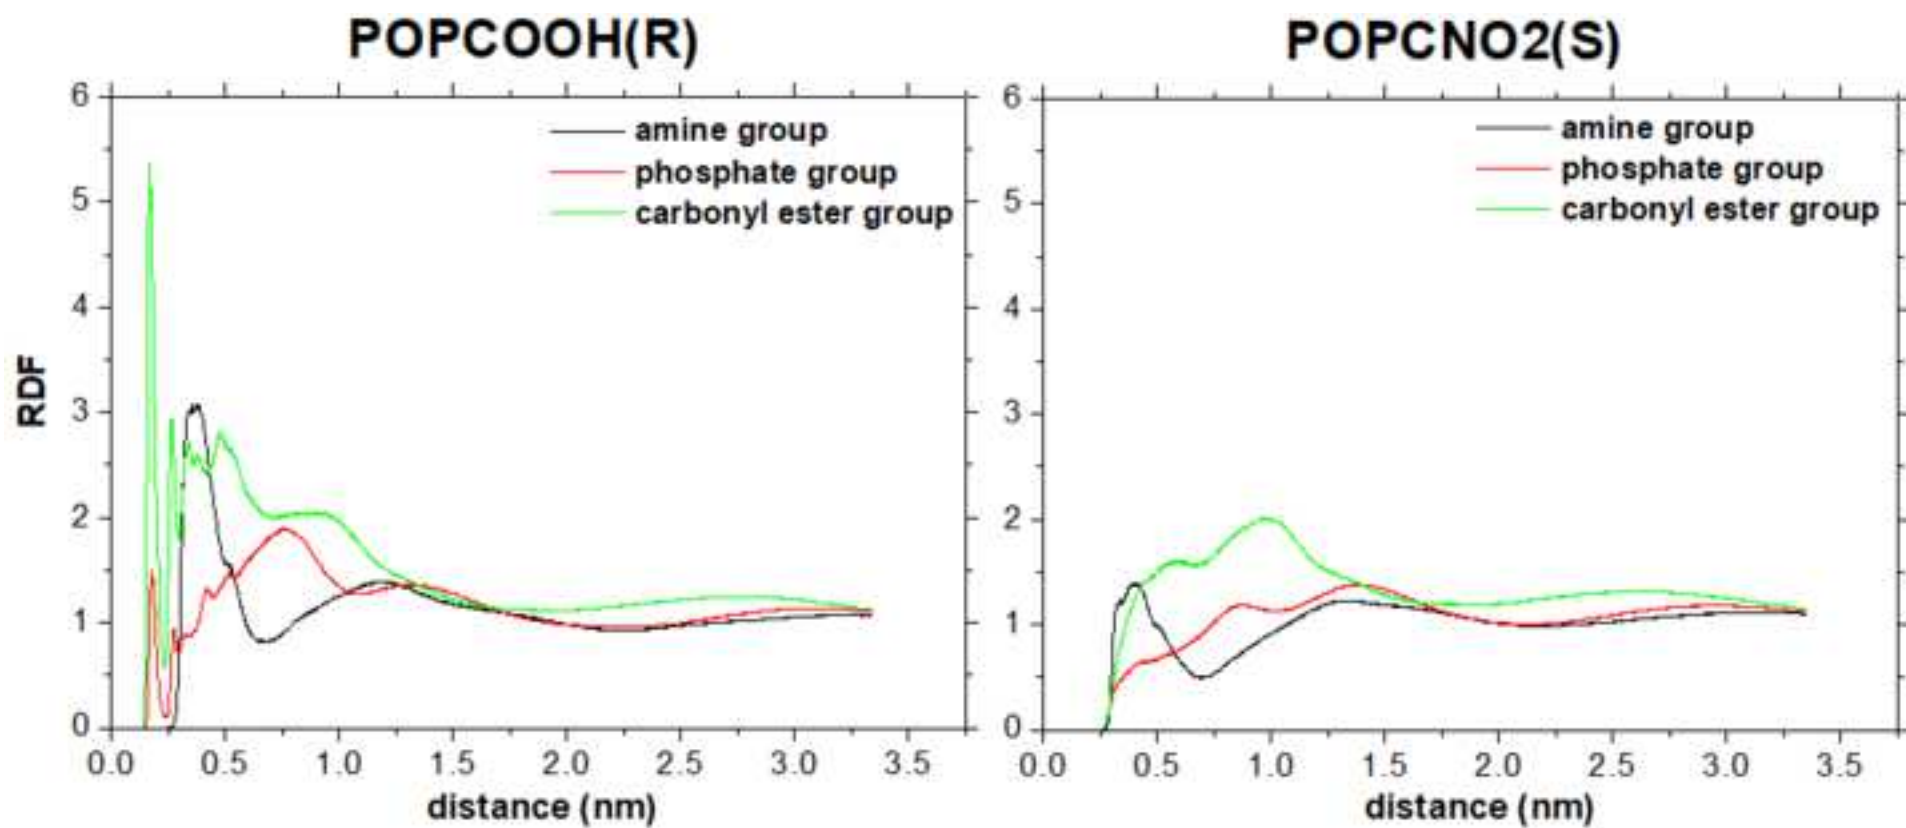 POPCOOH(R)
6
5
4
3
2
1
0
RDF
amine group
phosphate group
carbonyl ester group
0.0 0.5 1.0 1.5 2.0 2.5 3.0 3.5
distance (nm)
POPCNO2(S)
6
5
4
3
2
1
0
amine group
phosphate group
carbonyl ester group
0.0 0.5 1.0 1.5 2.0 2.5 3.0 3.5
distance (nm)